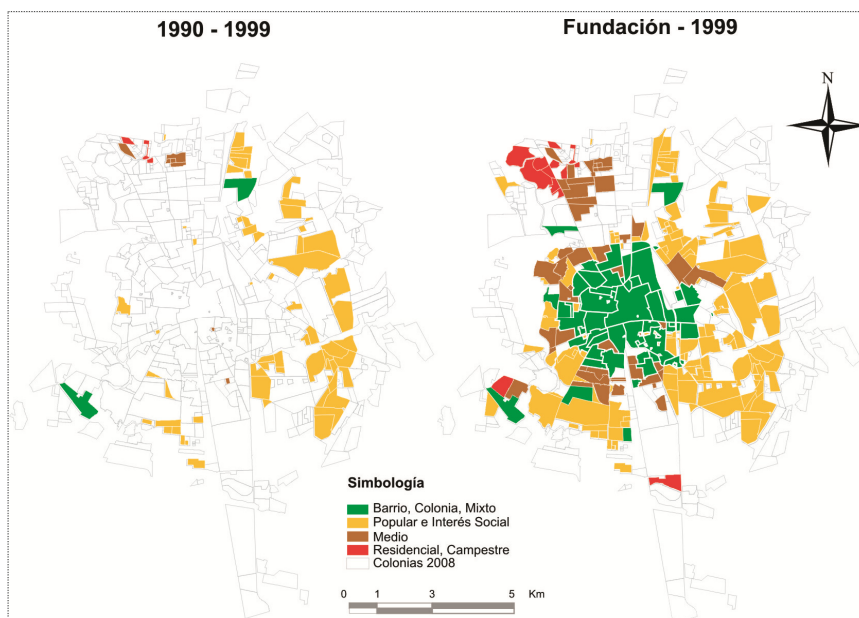 1990 - 1999
Fundación - 1999
N
Simbología
Barrio, Colonia, Mixto
Popular e Interés Social
Medio
Residencial, Campestre
Colonias 2008
0 1 3 5 Km